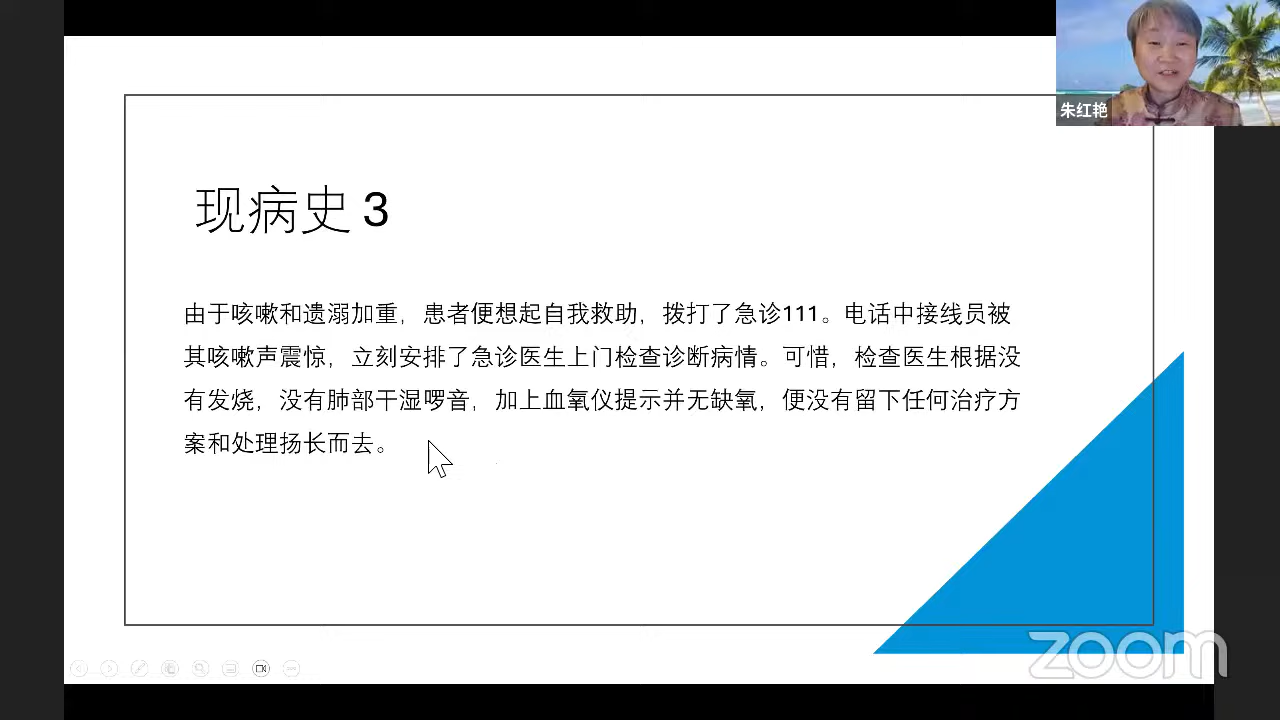 朱红艳
现病史 3
由于咳嗽和遗溺加重，患者便想起自我救助，拨打了急诊111。电话中接线员被
其咳嗽声震惊，立刻安排了急诊医生上门检查诊断病情。可惜，检查医生根据没
有发烧，没有肺部干湿啰音，加上血氧仪提示并无缺氧，便没有留下任何治疗方
案和处理扬长而去。
zoom